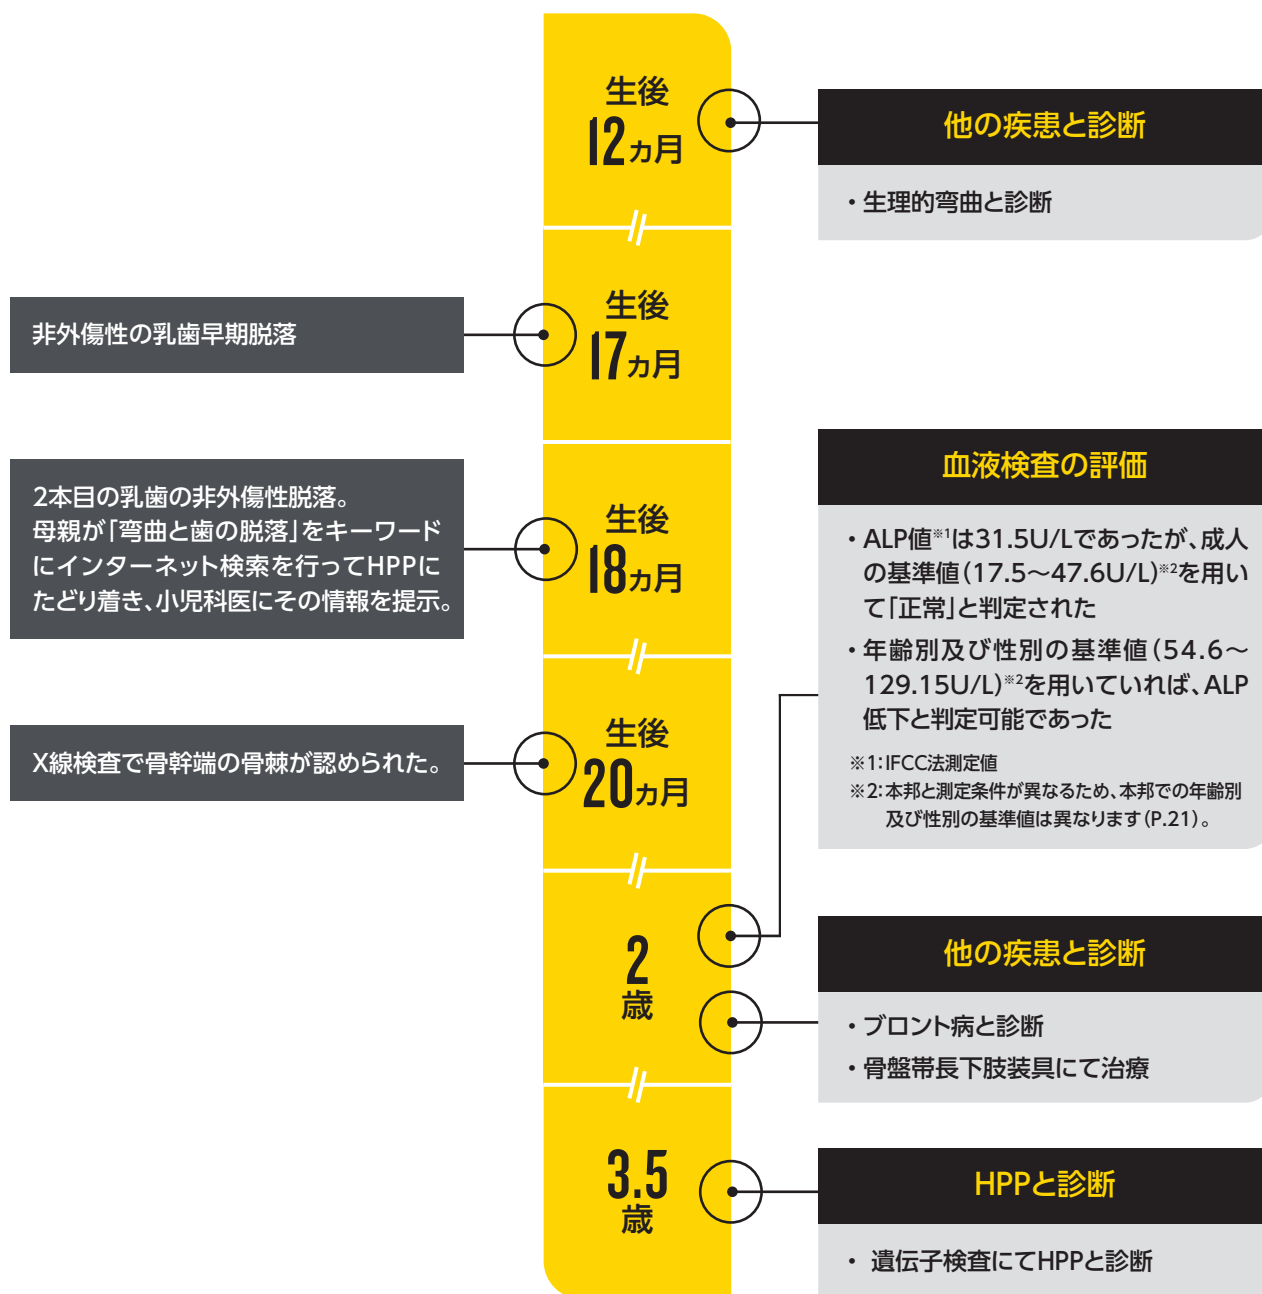 生後
12ヵ月
他の疾患と診断
・生理的弯曲と診断
生後
17ヵ月
非外傷性の乳歯早期脱落
生後
18ヵ月
2本目の乳歯の非外傷性脱落。
母親が「弯曲と歯の脱落」をキーワード
にインターネット検索を行ってHPPに
たどり着き、小児科医にその情報を提示。
生後
20ヵ月
X線検査で骨幹端の骨棘が認められた。
2
歳
血液検査の評価
・ALP値※1は31.5U/Lであったが、成人
の基準値(17.5～47.6U/L)※2を用い
て「正常」と判定された
・年齢別及び性別の基準値(54.6～
129.15U/L)※2を用いていれば、ALP
低下と判定可能であった
※1:IFCC法測定値
※2:本邦と測定条件が異なるため、本邦での年齢別
及び性別の基準値は異なります(P.21)。
他の疾患と診断
・ブロント病と診断
・骨盤帯長下肢装具にて治療
3.5
歳
HPPと診断
・ 遺伝子検査にてHPPと診断